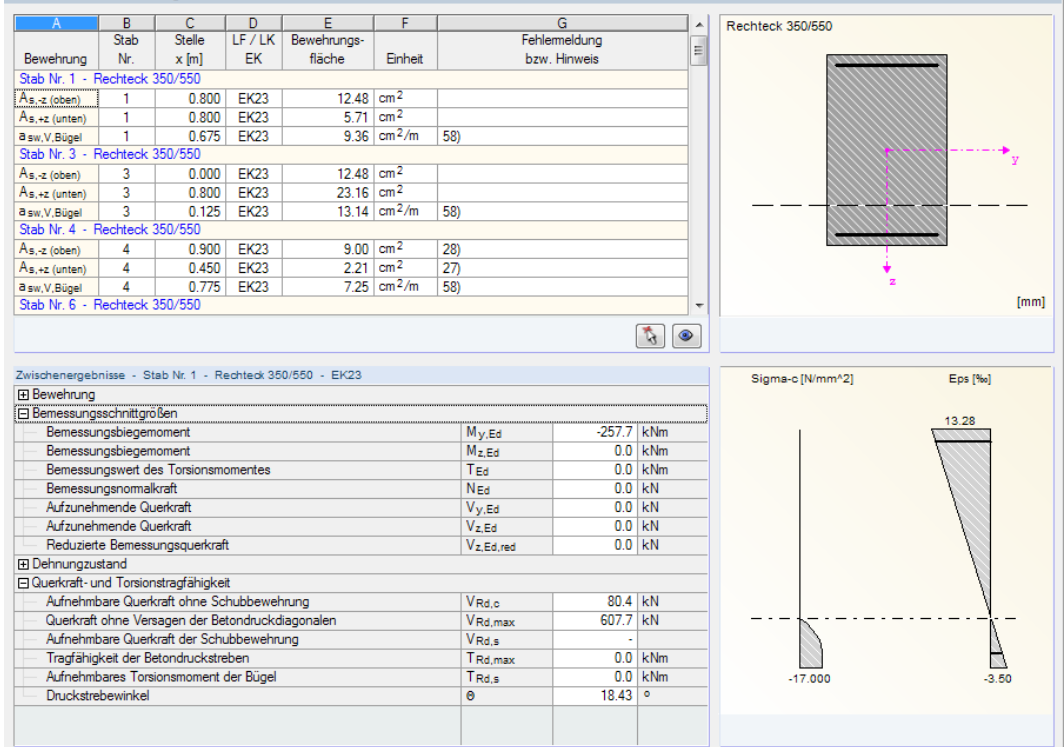 A B C D E F G
Bewehrung Stab Nr. Stelle x [m] LF / LK EK Bewehrungs-fläche Einheit Fehlermeldung bzw. Hinweis
Stab Nr. 1 - Rechteck 350/550
As,-z (oben) 1 0.800 EK23 12.48 cm²
As,+z (unten) 1 0.800 EK23 5.71 cm²
asw,V,Bügel 1 0.675 EK23 9.36 cm²/m 58)
Stab Nr. 3 - Rechteck 350/550
As,-z (oben) 3 0.000 EK23 12.48 cm²
As,+z (unten) 3 0.800 EK23 23.16 cm²
asw,V,Bügel 3 0.125 EK23 13.14 cm²/m 58)
Stab Nr. 4 - Rechteck 350/550
As,-z (oben) 4 0.900 EK23 9.00 cm² 28)
As,+z (unten) 4 0.450 EK23 2.21 cm² 27)
asw,V,Bügel 4 0.775 EK23 7.25 cm²/m 58)
Stab Nr. 6 - Rechteck 350/550
Rechteck 350/550
y
z
[mm]
Zwischenergebnisse - Stab Nr. 1 - Rechteck 350/550 - EK23
Bewehrung
Bemessungsschnittgrößen
Bemessungsbiegemoment My,Ed -257.7 kNm
Bemessungsbiegemoment Mz,Ed 0.0 kNm
Bemessungswert des Torsionsmomentes TEd 0.0 kNm
Bemessungsnormalkraft NEd 0.0 kN
Aufzunehmende Querkraft Vy,Ed 0.0 kN
Aufzunehmende Querkraft Vz,Ed 0.0 kN
Reduzierte Bemessungsquerkraft Vz,Ed,red 0.0 kN
Dehnungzustand
Querkraft- und Torsionstragfähigkeit
Aufnehmbare Querkraft ohne Schubbewehrung VRd,c 80.4 kN
Querkraft ohne Versagen der Betondruckdiagonalen VRd,max 607.7 kN
Aufnehmbare Querkraft der Schubbewehrung VRd,s -
Tragfähigkeit der Betondruckstreben TRd,max 0.0 kNm
Aufnehmbares Torsionsmoment der Bügel TRd,s 0.0 kNm
Druckstrebewinkel Θ 18.43 °
Sigma-c [N/mm^2] Eps [‰]
13.28
-17.000 -3.50